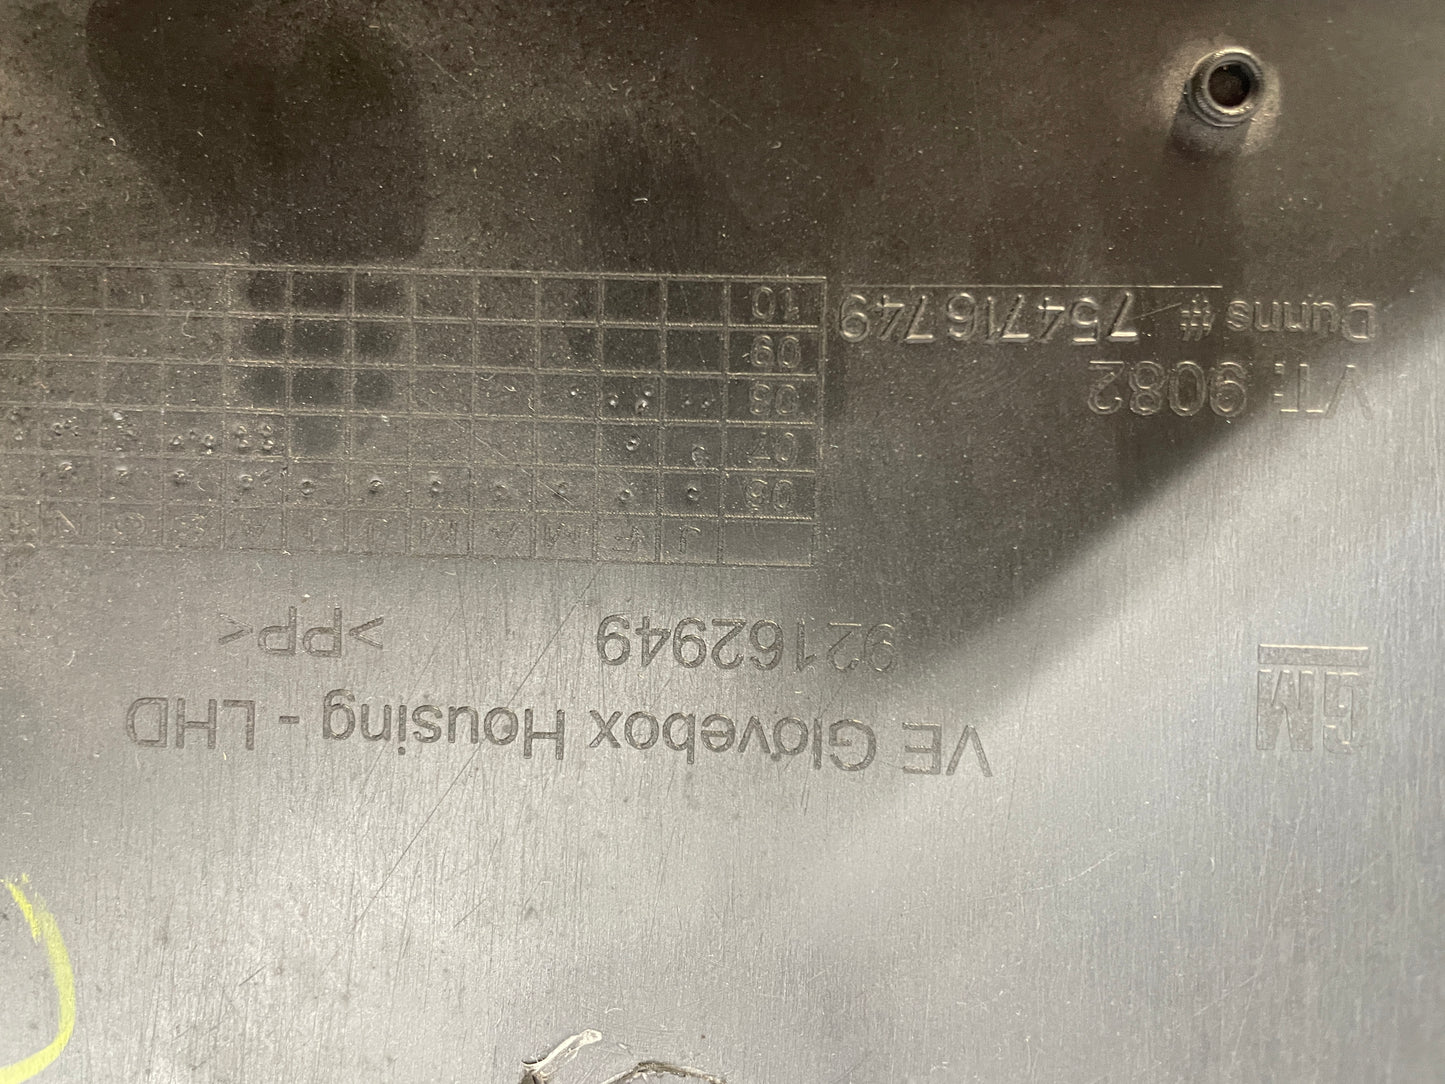 GM
VE Glovebox Housing - LHD
92162949 >PP<
J F M A M J J A S O N
06
07
08
09
10
VT: 9082
Dunns # 754716749